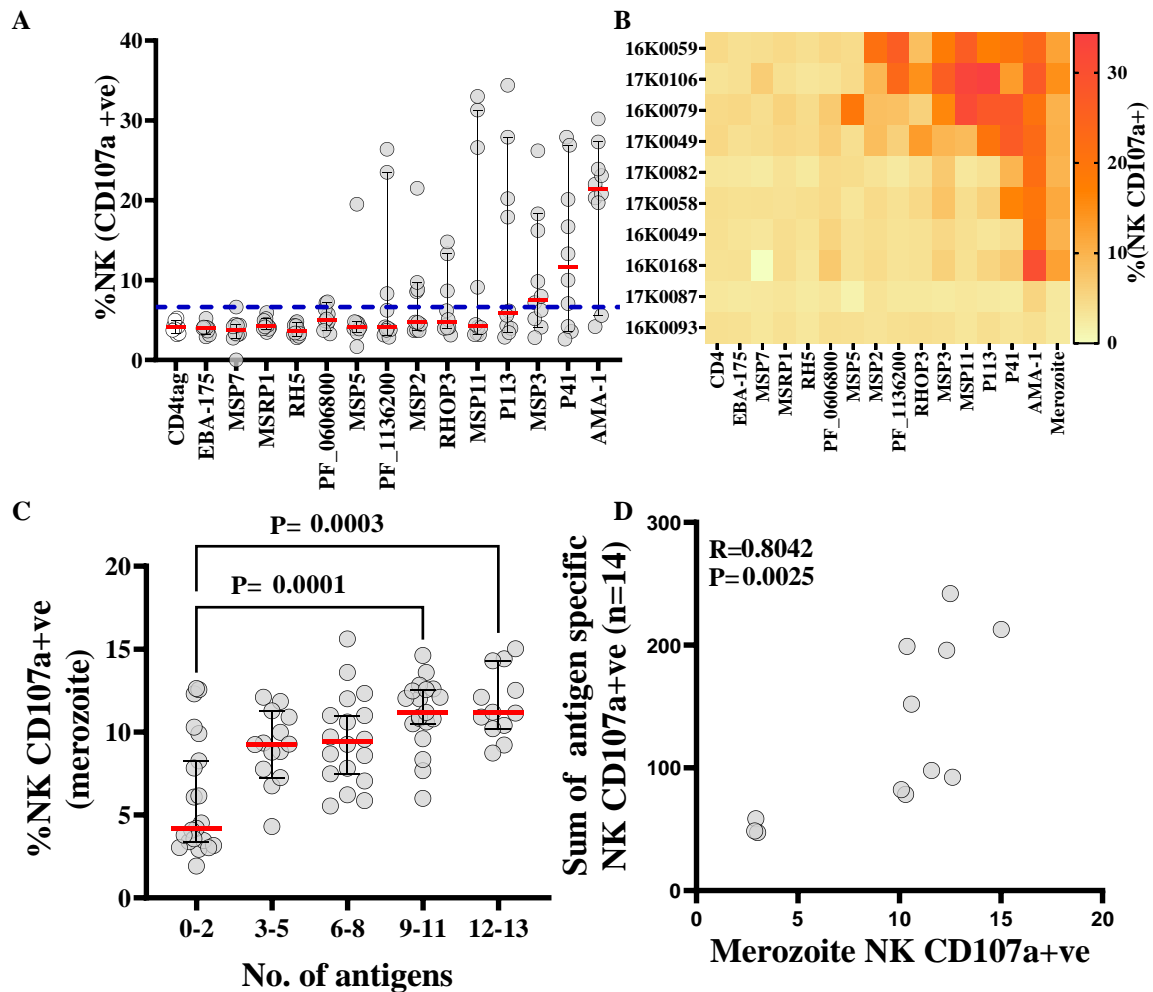 A
%NK (CD107a +ve)
40
30
20
10
0
CD4tag
EBA-175
MSP7
MSRP1
RH5
PF_0606800
MSP5
PF_1136200
MSP2
RHOP3
MSP11
P113
MSP3
P41
AMA-1
B
16K0059
17K0106
16K0079
17K0049
17K0082
17K0058
16K0049
16K0168
17K0087
16K0093
CD4
EBA-175
MSP7
MSRP1
RH5
PF_0606800
MSP5
MSP2
PF_1136200
RHOP3
MSP3
MSP11
P113
P41
AMA-1
Merozoite
30
20
10
0
%(NK CD107a+)
C
P= 0.0003
P= 0.0001
%NK CD107a+ve
(merozoite)
20
15
10
5
0
0-2
3-5
6-8
9-11
12-13
No. of antigens
D
R=0.8042
P=0.0025
Sum of antigen specific
NK CD107a+ve (n=14)
300
200
100
0
0
5
10
15
20
Merozoite NK CD107a+ve